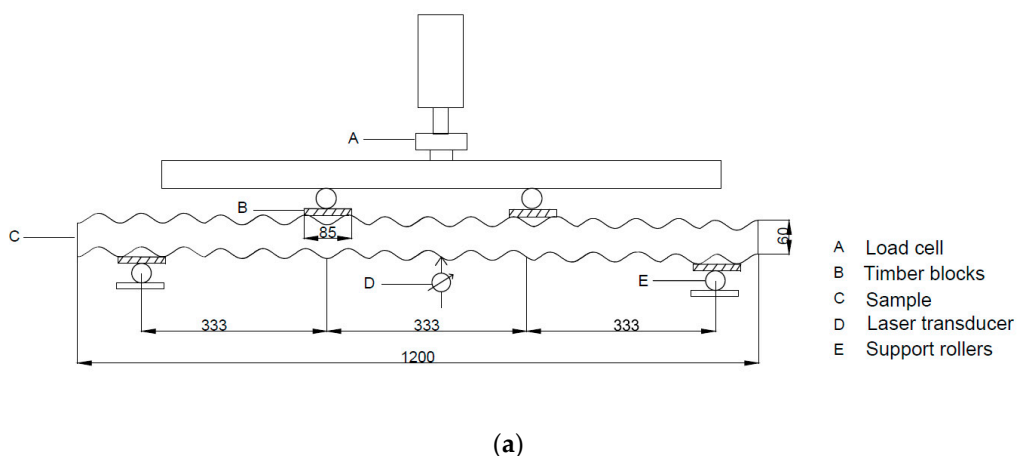 A
B
C
85
60
D
E
333
333
333
1200
A Load cell
B Timber blocks
C Sample
D Laser transducer
E Support rollers
(a)